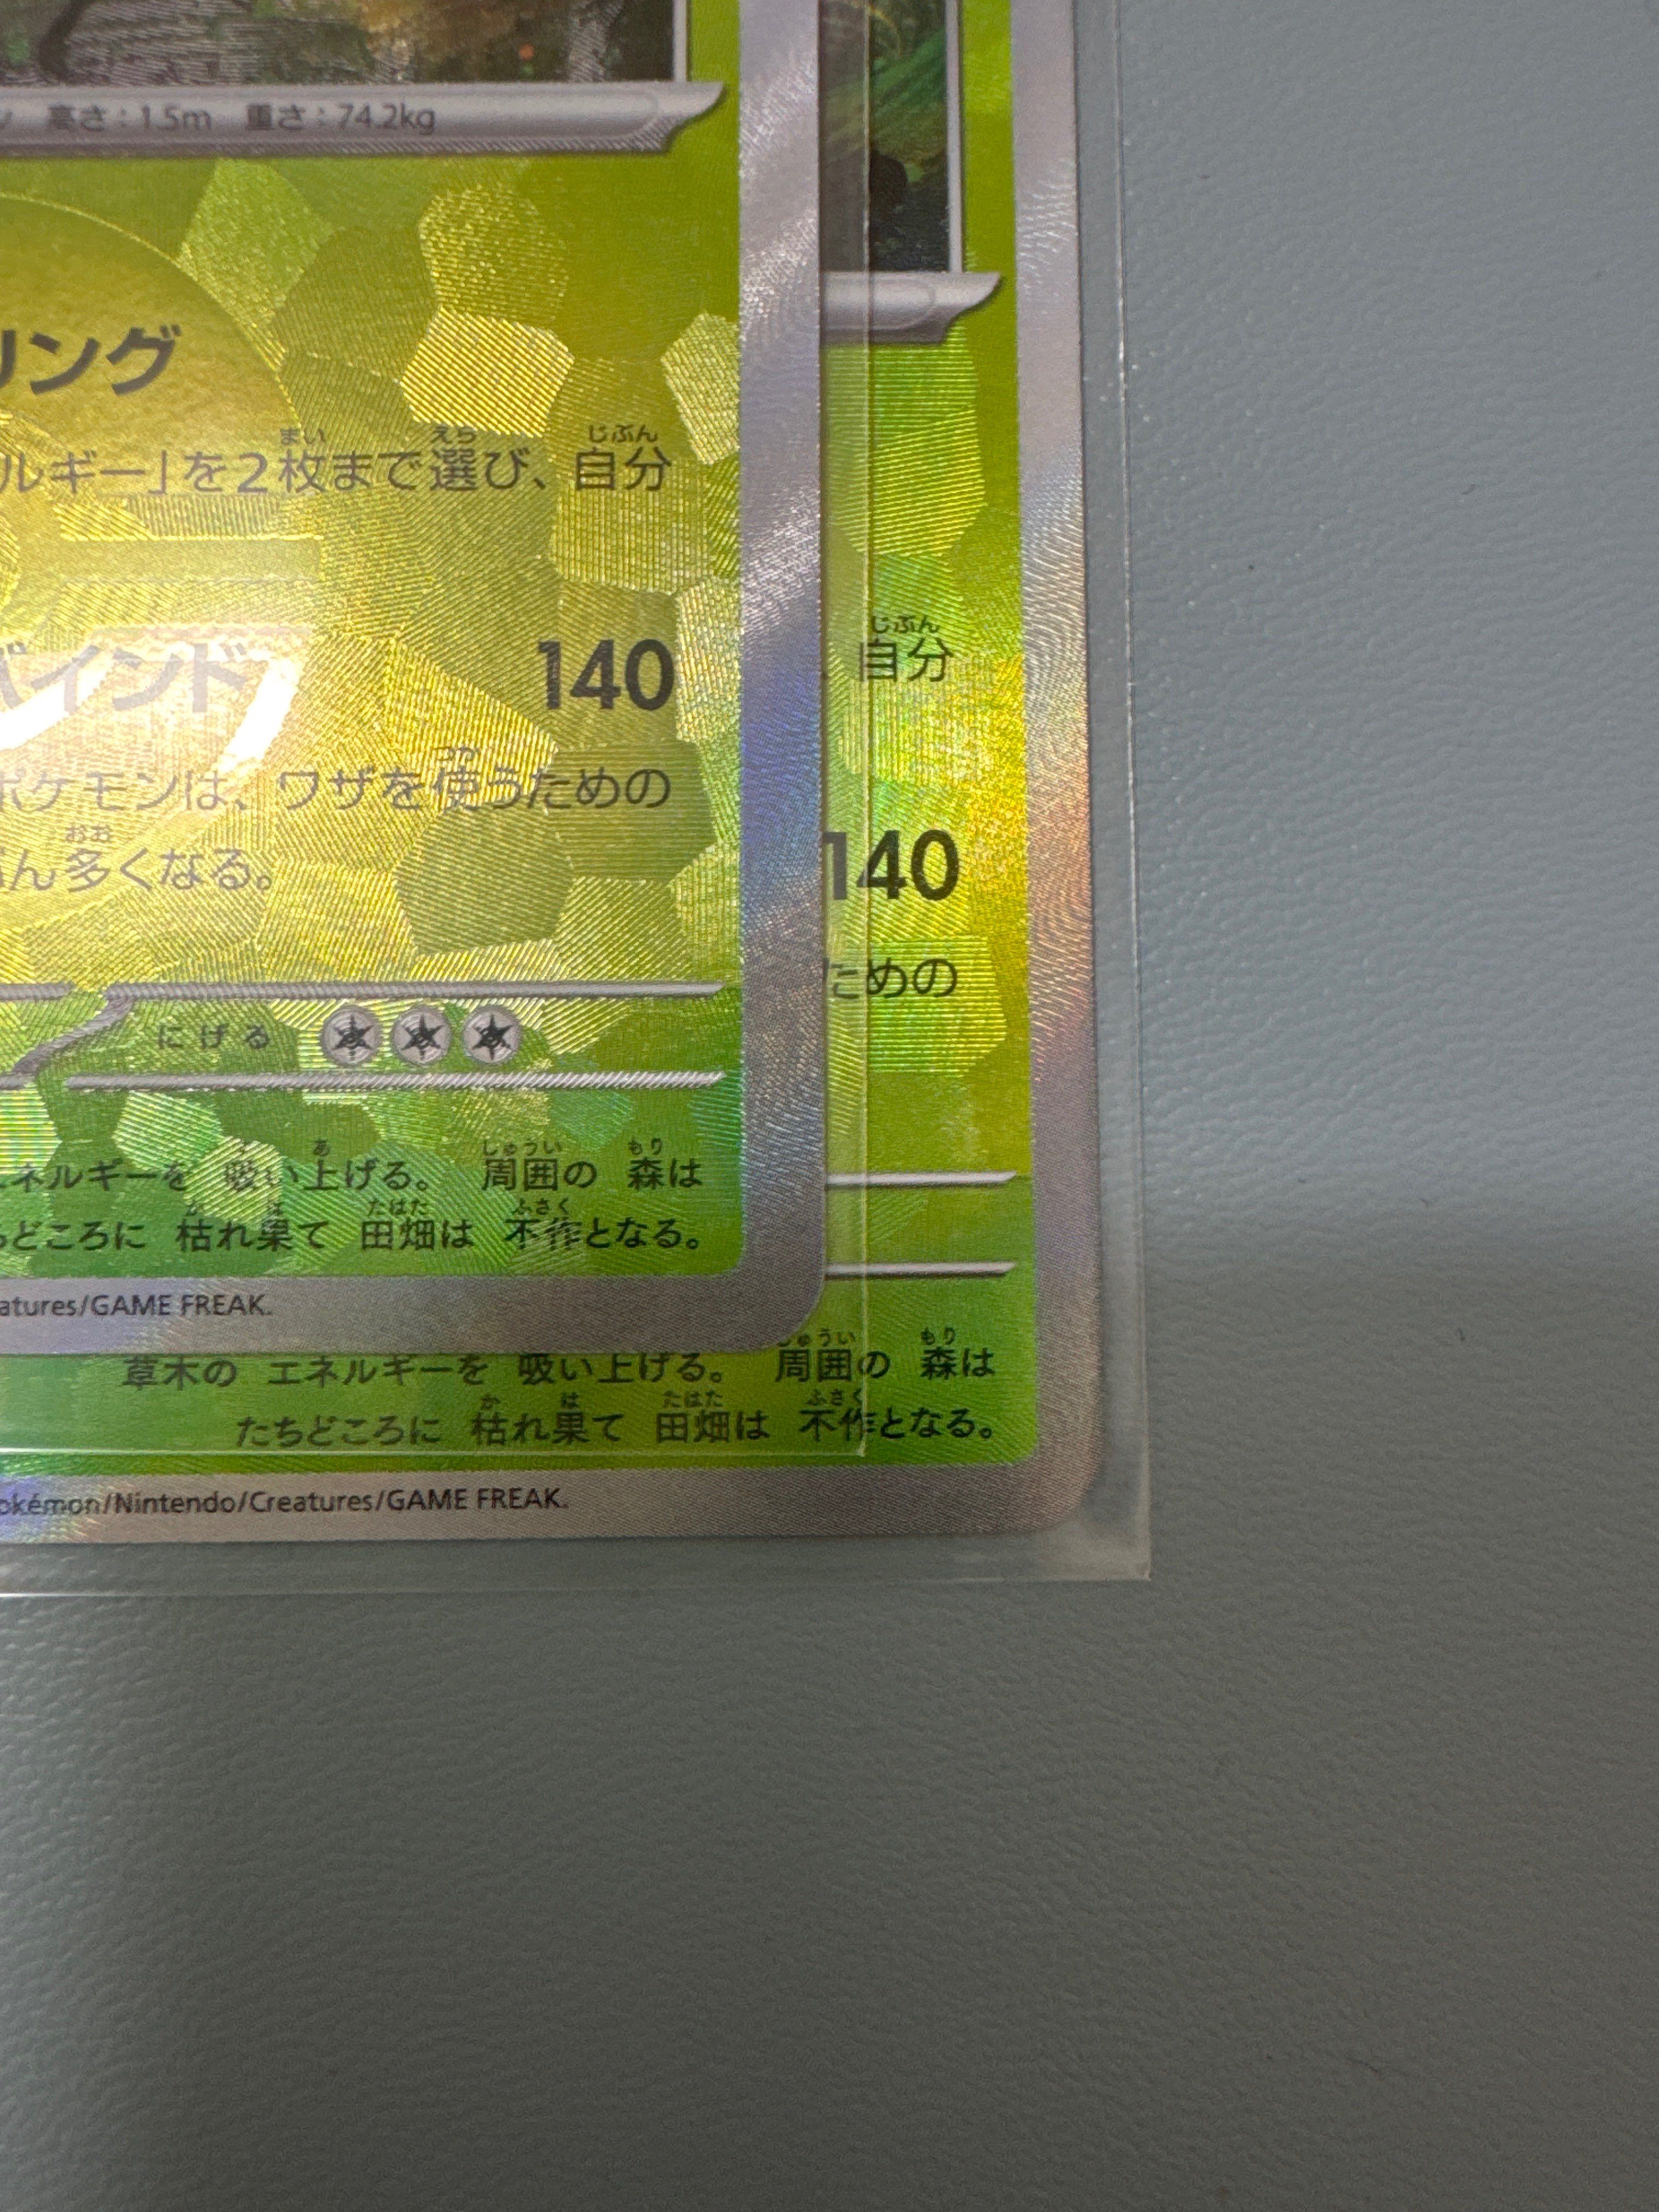 高さ：1.5m 重さ：74.2kg
リング
まい えら じぶん
ルギー」を2枚まで選び、自分
バインド 140
つか
ポケモンは、ワザを使うための
おお
ぶん多くなる。
にげる
す あ しゅうい もり
エネルギーを 吸い上げる。 周囲の 森は
か は たはた ふさく
ちどころに 枯れ果て 田畑は 不作となる。
eatures/GAME FREAK.
じぶん
自分
140
ための
しゅうい もり
草木の エネルギーを 吸い上げる。 周囲の 森は
か は たはた ふさく
たちどころに 枯れ果て 田畑は 不作となる。
okémon/Nintendo/Creatures/GAME FREAK.